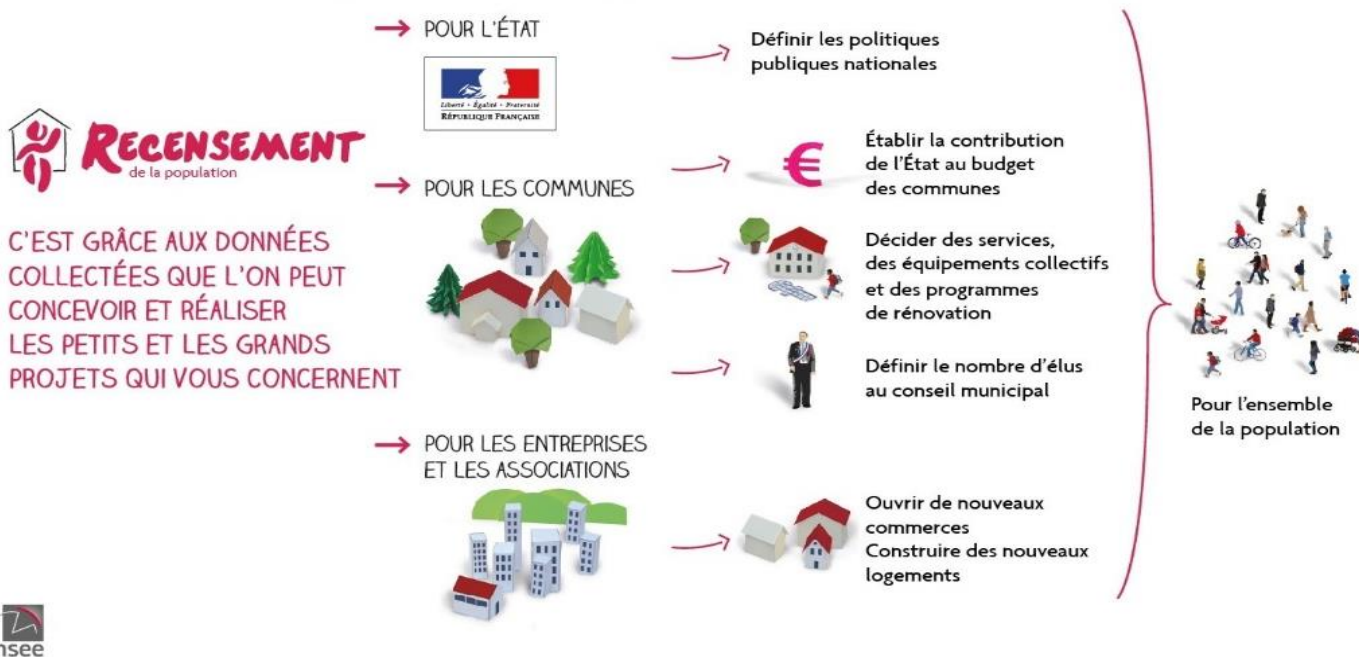 RECENSEMENT
de la population
C'EST GRÂCE AUX DONNÉES
COLLECTÉES QUE L'ON PEUT
CONCEVOIR ET RÉALISER
LES PETITS ET LES GRANDS
PROJETS QUI VOUS CONCERNENT
→ POUR L'ÉTAT
Liberté • Égalité • Fraternité
RÉPUBLIQUE FRANÇAISE
Définir les politiques
publiques nationales
→ POUR LES COMMUNES
€
Établir la contribution
de l'État au budget
des communes
Décider des services,
des équipements collectifs
et des programmes
de rénovation
Définir le nombre d'élus
au conseil municipal
→ POUR LES ENTREPRISES
ET LES ASSOCIATIONS
Ouvrir de nouveaux
commerces
Construire des nouveaux
logements
Pour l'ensemble
de la population
nsee